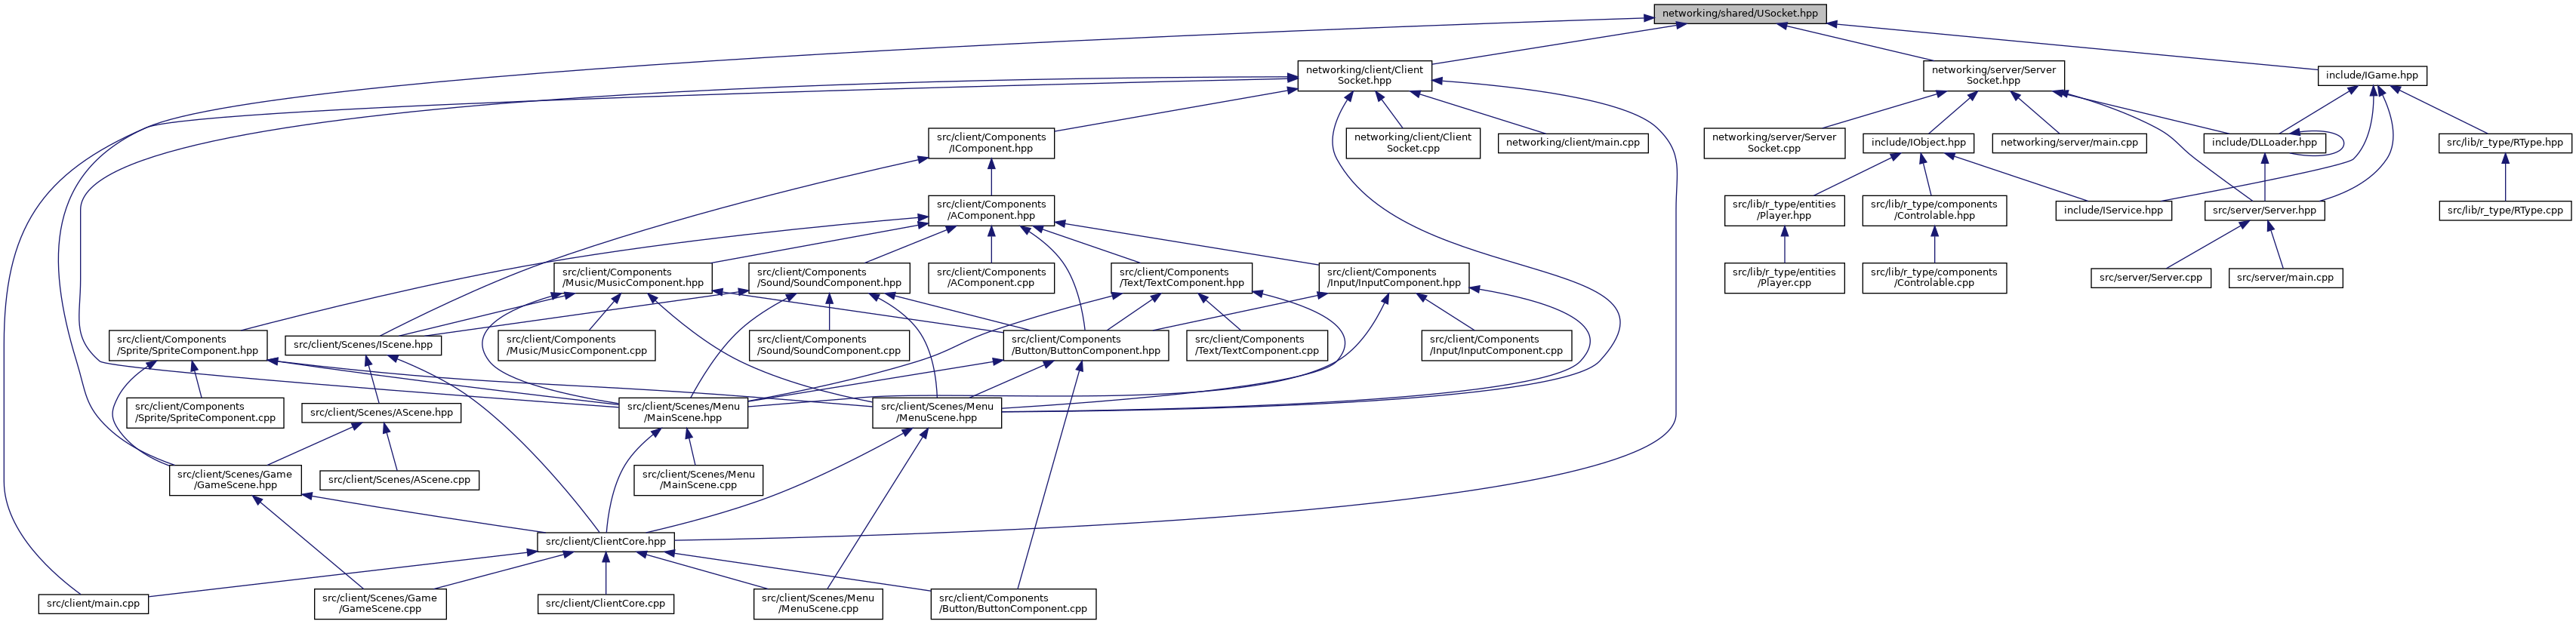 networking/shared/USocket.hpp
networking/client/Client
Socket.hpp
networking/server/Server
Socket.hpp
include/IGame.hpp
src/client/Components
/IComponent.hpp
networking/client/Client
Socket.cpp
networking/client/main.cpp
networking/server/Server
Socket.cpp
include/IObject.hpp
networking/server/main.cpp
include/DLLoader.hpp
src/lib/r_type/RType.hpp
src/client/Components
/AComponent.hpp
src/lib/r_type/entities
/Player.hpp
src/lib/r_type/components
/Controlable.hpp
include/IService.hpp
src/server/Server.hpp
src/lib/r_type/RType.cpp
src/client/Components
/Music/MusicComponent.hpp
src/client/Components
/Sound/SoundComponent.hpp
src/client/Components
/AComponent.cpp
src/client/Components
/Text/TextComponent.hpp
src/client/Components
/Input/InputComponent.hpp
src/lib/r_type/entities
/Player.cpp
src/lib/r_type/components
/Controlable.cpp
src/server/Server.cpp
src/server/main.cpp
src/client/Components
/Sprite/SpriteComponent.hpp
src/client/Scenes/IScene.hpp
src/client/Components
/Music/MusicComponent.cpp
src/client/Components
/Sound/SoundComponent.cpp
src/client/Components
/Button/ButtonComponent.hpp
src/client/Components
/Text/TextComponent.cpp
src/client/Components
/Input/InputComponent.cpp
src/client/Components
/Sprite/SpriteComponent.cpp
src/client/Scenes/AScene.hpp
src/client/Scenes/Menu
/MainScene.hpp
src/client/Scenes/Menu
/MenuScene.hpp
src/client/Scenes/Game
/GameScene.hpp
src/client/Scenes/AScene.cpp
src/client/Scenes/Menu
/MainScene.cpp
src/client/ClientCore.hpp
src/client/main.cpp
src/client/Scenes/Game
/GameScene.cpp
src/client/ClientCore.cpp
src/client/Scenes/Menu
/MenuScene.cpp
src/client/Components
/Button/ButtonComponent.cpp